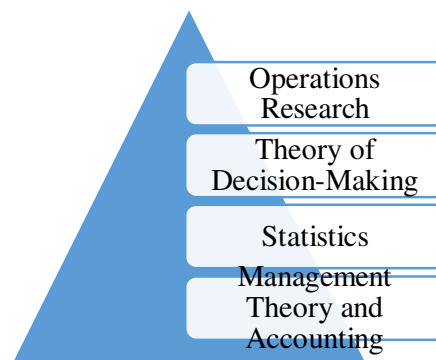 Operations
Research
Theory of
Decision-Making
Statistics
Management
Theory and
Accounting